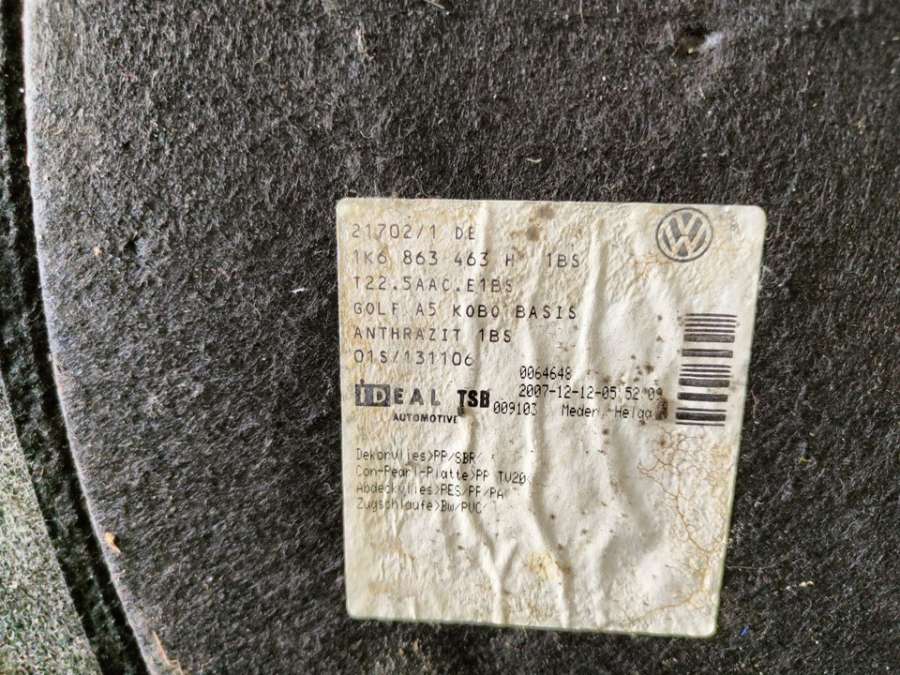 21702/1 DE
1K6 863 463 H 1BS
T22.5AAC.E1BS
GOLF A5 KOBO BASIS
ANTHRAZIT 1BS
01S/131106
0064648
IDEAL TSB 2007-12-12-05:52:09
AUTOMOTIVE 009103 Meder, Helga
Dekorvlies>PP/SBR<
Con-Pearl-Platte>PP TV20<
Abdeckvlies>PES/PP/PA<
Zugschlaufe>BW/PVC<